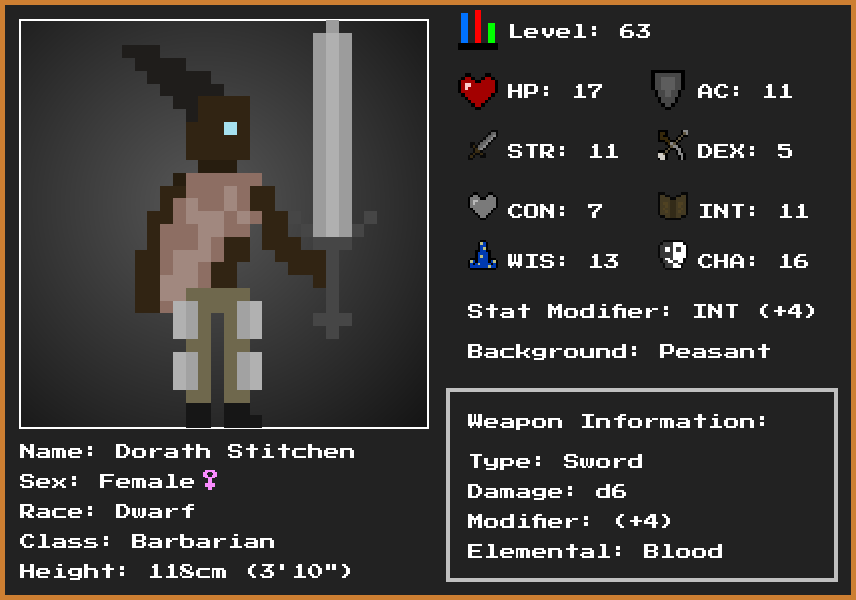 Level: 63
HP: 17 AC: 11
STR: 11 DEX: 5
CON: 7 INT: 11
WIS: 13 CHA: 16
Stat Modifier: INT (+4)
Background: Peasant
Weapon Information:
Type: Sword
Damage: d6
Modifier: (+4)
Elemental: Blood
Name: Dorath Stitchen
Sex: Female♀
Race: Dwarf
Class: Barbarian
Height: 118cm (3'10")